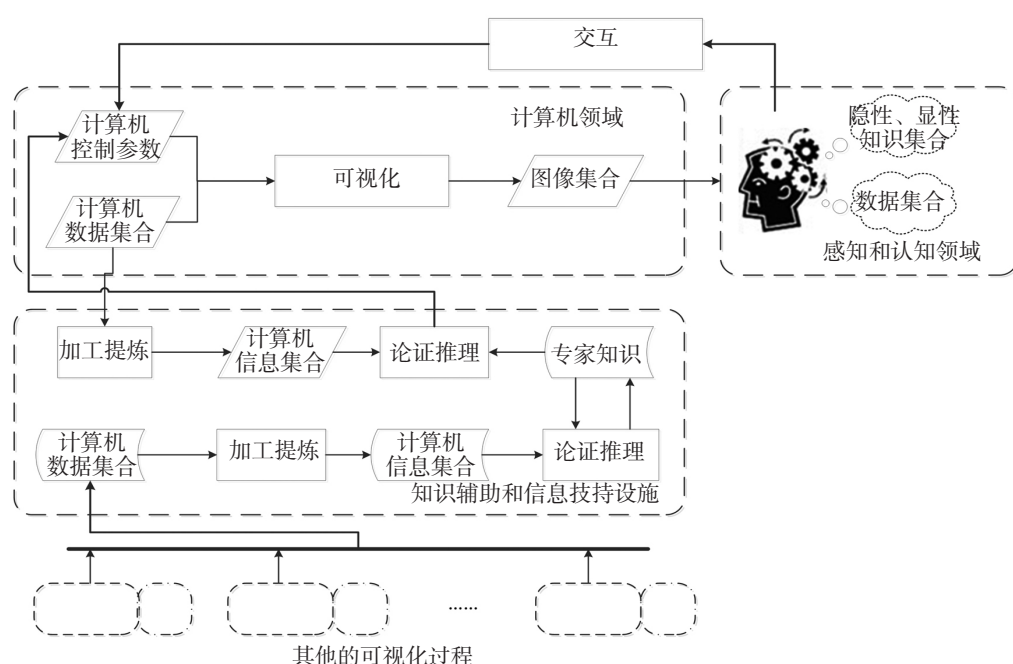 交互
计算机领域
计算机
控制参数
可视化
图像集合
计算机
数据集合
隐性、显性
知识集合
数据集合
感知和认知领域
加工提炼
计算机
信息集合
论证推理
专家知识
计算机
数据集合
加工提炼
计算机
信息集合
论证推理
知识辅助和信息技持设施
......
其他的可视化过程